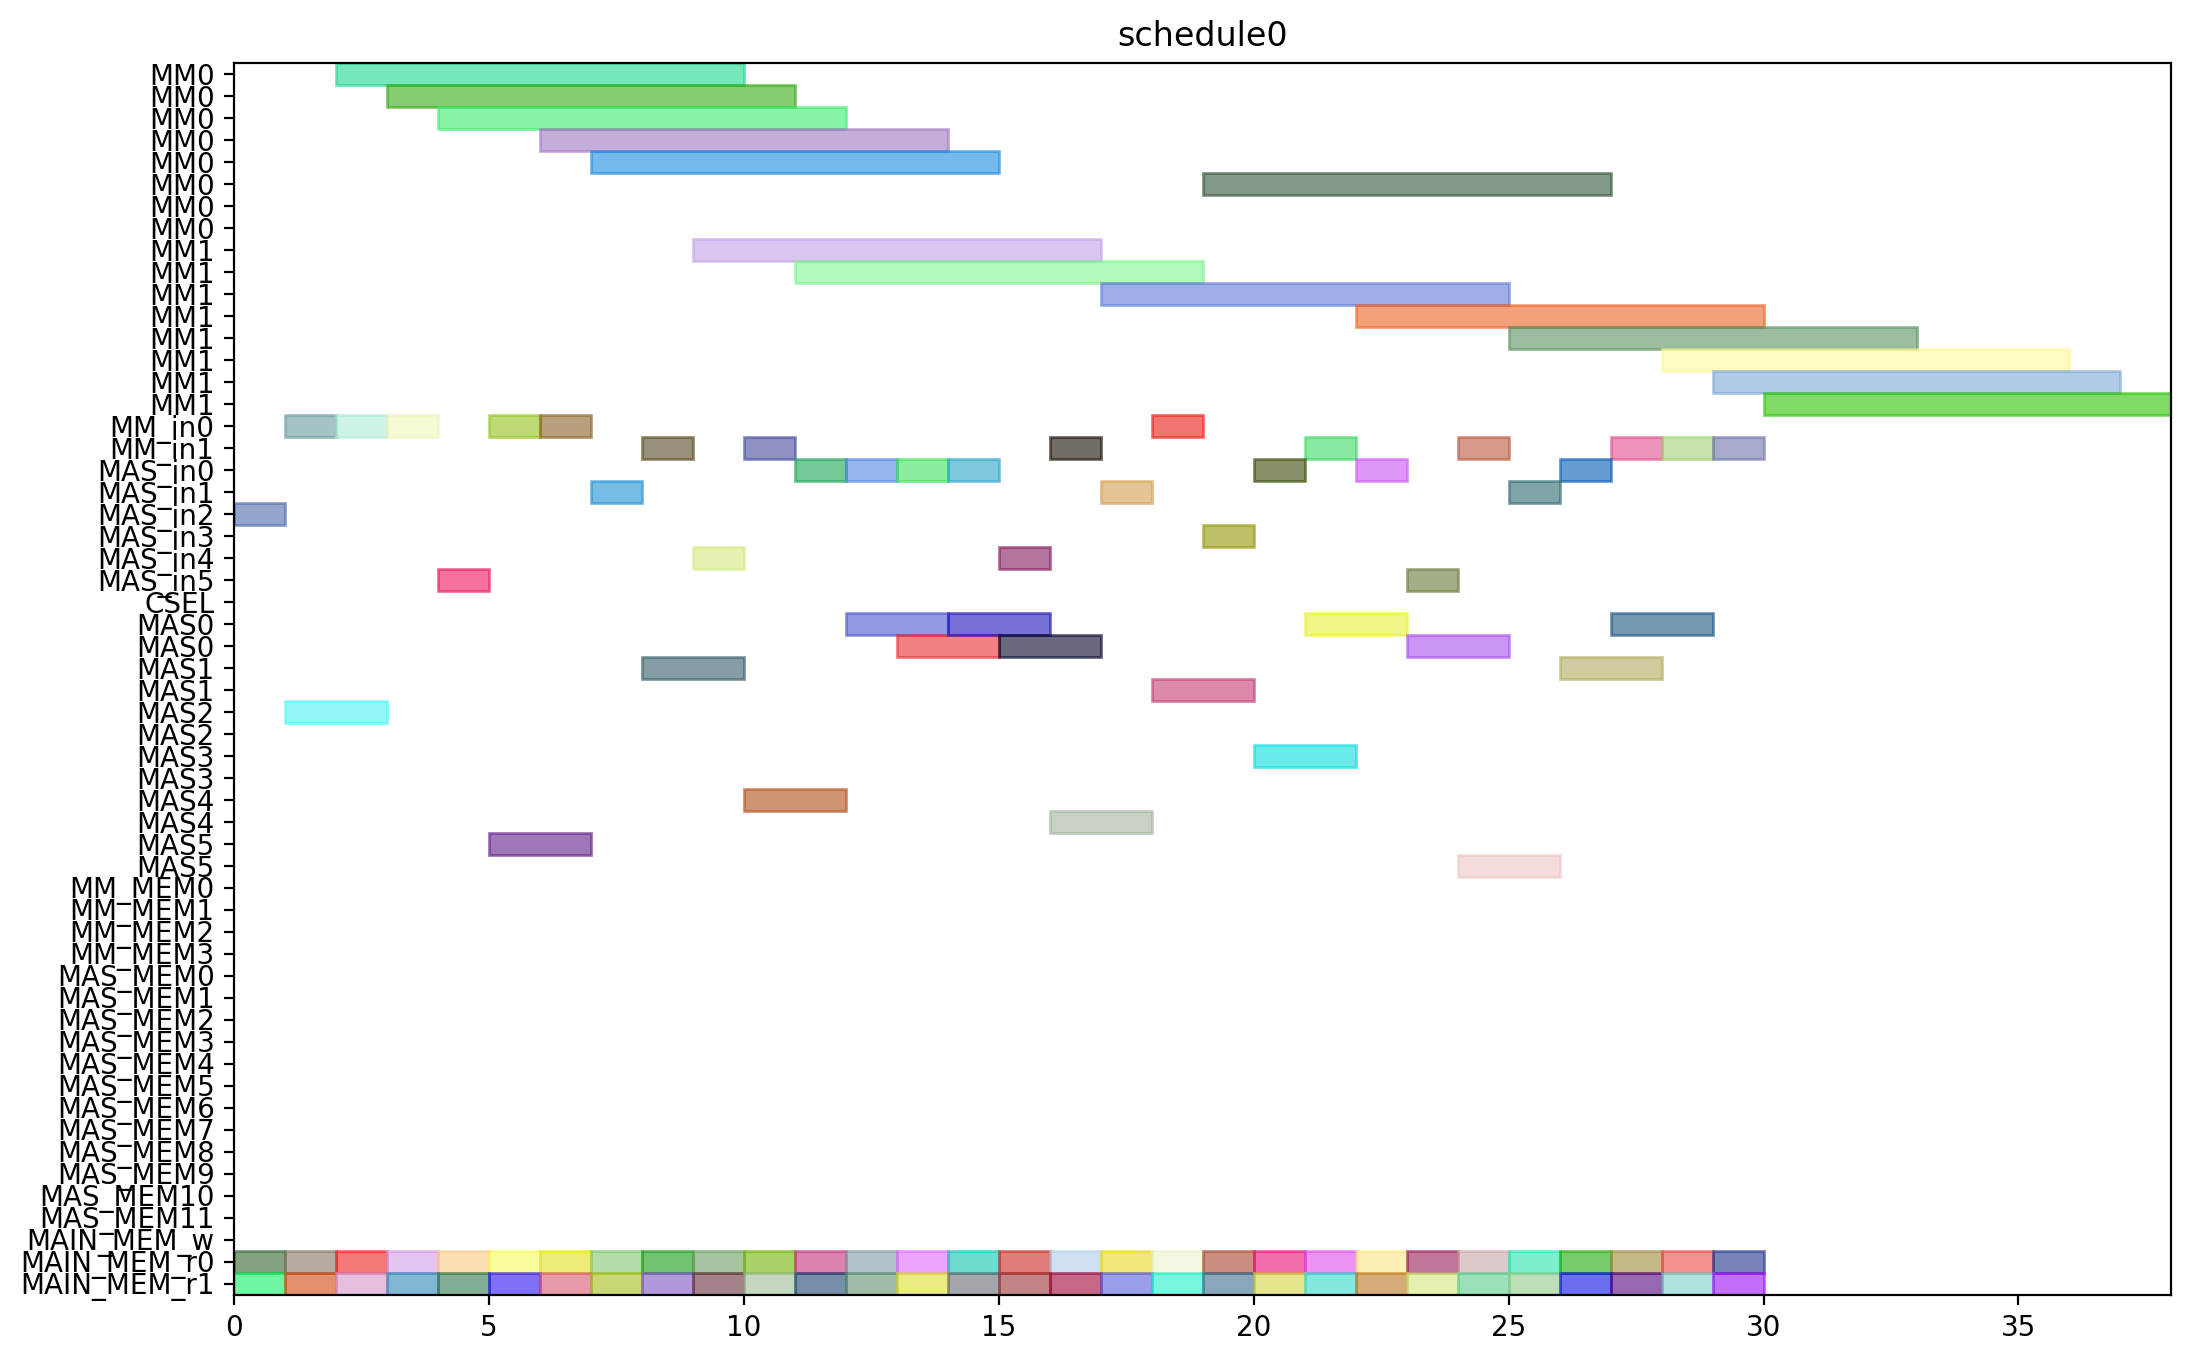 schedule0
MM0
MM0
MM0
MM0
MM0
MM0
MM0
MM0
MM1
MM1
MM1
MM1
MM1
MM1
MM1
MM1
MM_in0
MM_in1
MAS_in0
MAS_in1
MAS_in2
MAS_in3
MAS_in4
MAS_in5
CSEL
MAS0
MAS0
MAS1
MAS1
MAS2
MAS2
MAS3
MAS3
MAS4
MAS4
MAS5
MAS5
MM_MEM0
MM_MEM1
MM_MEM2
MM_MEM3
MAS_MEM0
MAS_MEM1
MAS_MEM2
MAS_MEM3
MAS_MEM4
MAS_MEM5
MAS_MEM6
MAS_MEM7
MAS_MEM8
MAS_MEM9
MAS_MEM10
MAS_MEM11
MAIN_MEM_w
MAIN_MEM_r0
MAIN_MEM_r1
0 5 10 15 20 25 30 35